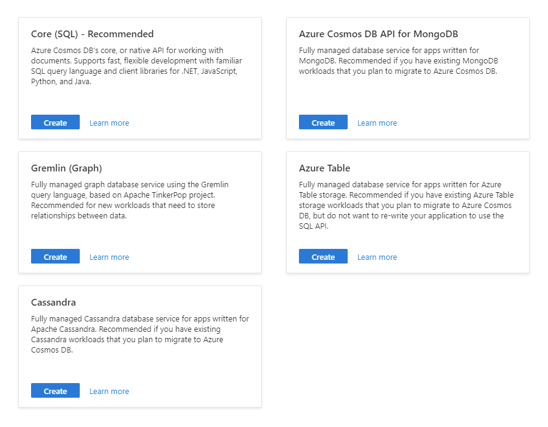 Core (SQL) - Recommended
Azure Cosmos DB's core, or native API for working with
documents. Supports fast, flexible development with familiar
SQL query language and client libraries for .NET, JavaScript,
Python, and Java.
Create
Learn more
Azure Cosmos DB API for MongoDB
Fully managed database service for apps written for
MongoDB. Recommended if you have existing MongoDB
workloads that you plan to migrate to Azure Cosmos DB.
Create
Learn more
Gremlin (Graph)
Fully managed graph database service using the Gremlin
query language, based on Apache TinkerPop project.
Recommended for new workloads that need to store
relationships between data.
Create
Learn more
Azure Table
Fully managed database service for apps written for Azure
Table storage. Recommended if you have existing Azure Table
storage workloads that you plan to migrate to Azure Cosmos
DB, but do not want to re-write your application to use the
SQL API.
Create
Learn more
Cassandra
Fully managed Cassandra database service for apps written for
Apache Cassandra. Recommended if you have existing
Cassandra workloads that you plan to migrate to Azure
Cosmos DB.
Create
Learn more